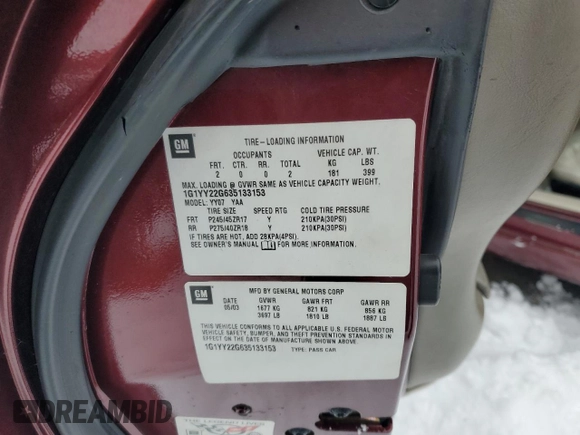 GM
TIRE-LOADING INFORMATION
OCCUPANTS VEHICLE CAP. WT.
FRT. CTR. RR. TOTAL KG LBS
2 0 0 2 181 399
MAX. LOADING @ GVWR SAME AS VEHICLE CAPACITY WEIGHT.
1G1YY22G635133153
MODEL: YY07 YAA
TIRE SIZE SPEED RTG COLD TIRE PRESSURE
FRT P245/45ZR17 Y 210KPA(30PSI)
RR P275/40ZR18 Y 210KPA(30PSI)
IF TIRES ARE HOT, ADD 28KPA(4PSI).
SEE OWNER'S MANUAL FOR MORE INFORMATION.
GM
MFD BY GENERAL MOTORS CORP
DATE GVWR GAWR FRT GAWR RR
05/03 1677 KG 821 KG 856 KG
3697 LB 1810 LB 1887 LB
THIS VEHICLE CONFORMS TO ALL APPLICABLE U.S. FEDERAL MOTOR
VEHICLE SAFETY, BUMPER, AND THEFT PREVENTION STANDARDS IN
EFFECT ON THE DATE OF MANUFACTURE SHOWN ABOVE.
1G1YY22G635133153 TYPE: PASS CAR
DREAMBID